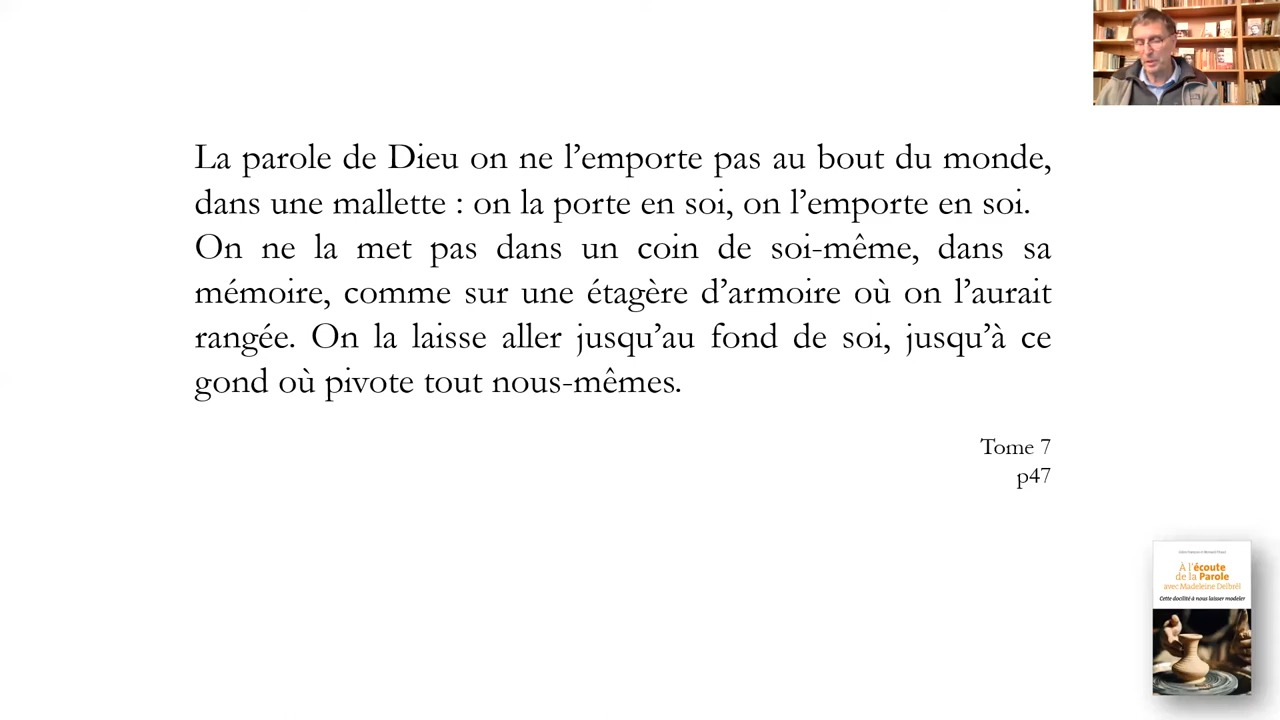 La parole de Dieu on ne l’emporte pas au bout du monde,
dans une mallette : on la porte en soi, on l’emporte en soi.
On ne la met pas dans un coin de soi-même, dans sa
mémoire, comme sur une étagère d’armoire où on l’aurait
rangée. On la laisse aller jusqu’au fond de soi, jusqu’à ce
gond où pivote tout nous-mêmes.
Tome 7
p47
À l’écoute
de la Parole
avec Madeleine Delbrêl
Cette docilité à nous laisser modeler